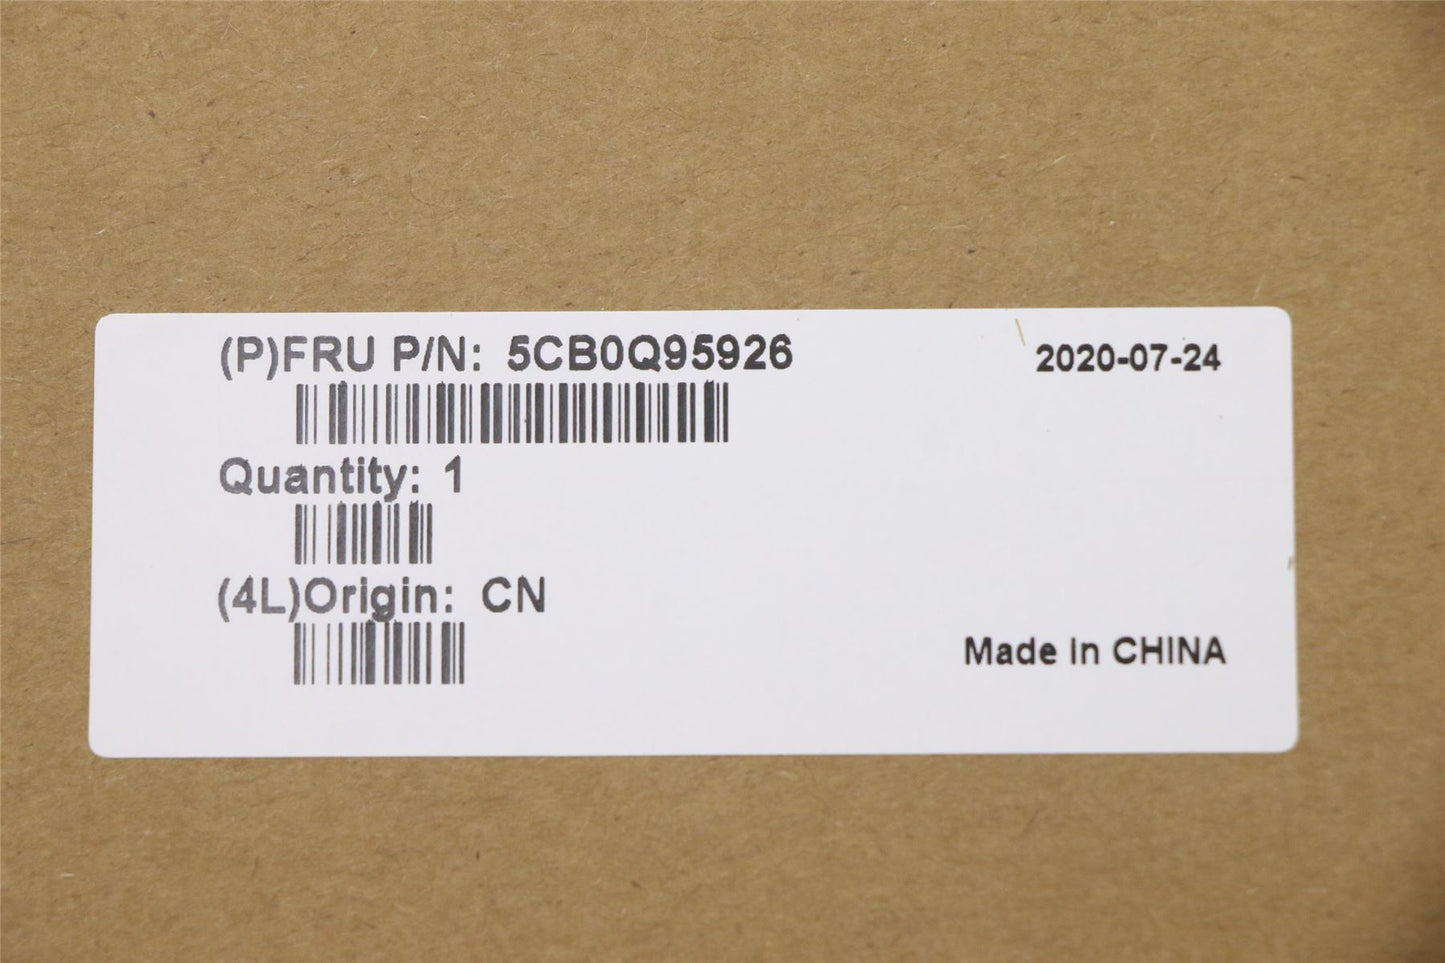 (P)FRU P/N: 5CB0Q95926
2020-07-24
Quantity: 1
(4L)Origin: CN
Made In CHINA